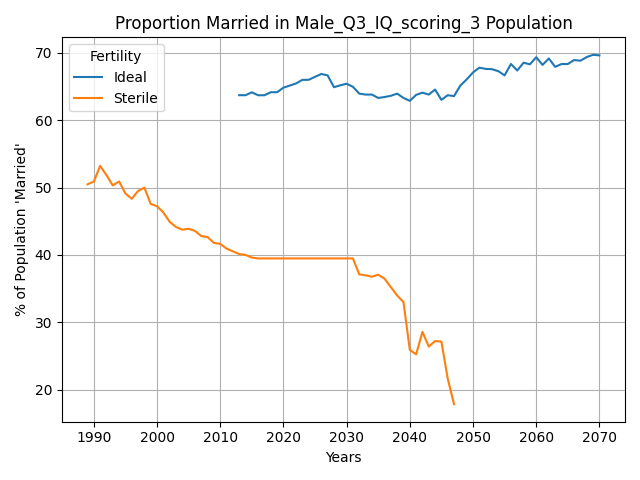 Proportion Married in Male_Q3_IQ_scoring_3 Population
Fertility
Ideal
Sterile
% of Population 'Married'
70
60
50
40
30
20
1990 2000 2010 2020 2030 2040 2050 2060 2070
Years